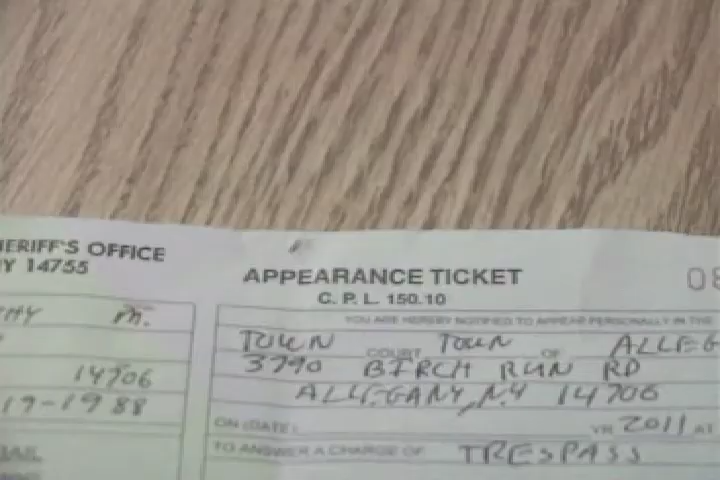 HERIFF'S OFFICE
Y 14755
M.
14706
19-1988
APPEARANCE TICKET
C. P. L. 150.10
08
YOU ARE HEREBY NOTIFIED TO APPEAR PERSONALLY IN THE
TOWN COURT TOWN OF ALLEG
3790 BIRCH RUN RD
ALLEGANY, NY 14706
ON (DATE) YR 2011 AT
TO ANSWER A CHARGE OF TRESPASS